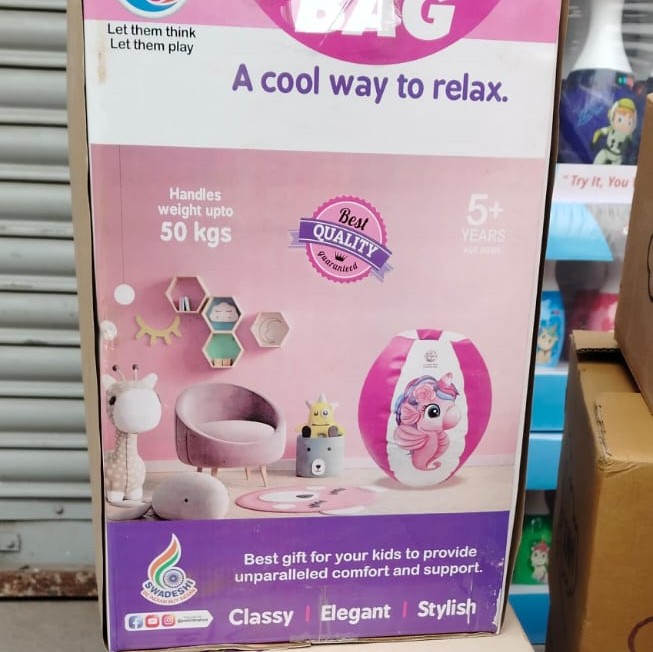 Let them think
Let them play
BAG
A cool way to relax.
Handles
weight upto
50 kgs
Best
QUALITY
guaranteed
5+
YEARS
"Try It, You
SWADESHI
Best gift for your kids to provide
unparalleled comfort and support.
Classy | Elegant | Stylish